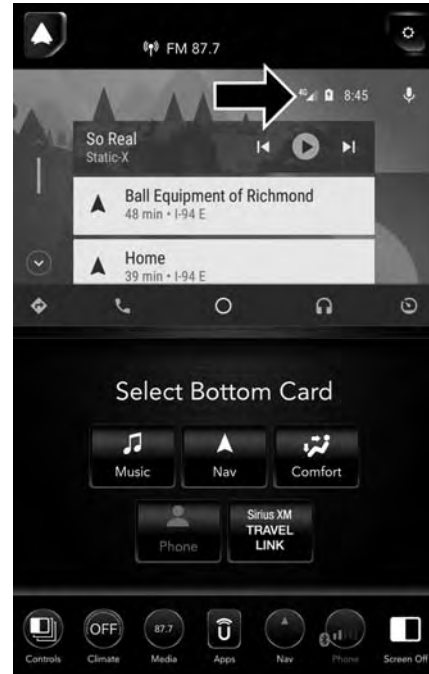 FM 87.7
4G 8:45
So Real
Static-X
Ball Equipment of Richmond
48 min • I-94 E
Home
39 min • I-94 E
Select Bottom Card
Music Nav Comfort
Phone
Sirius XM
TRAVEL
LINK
OFF 87.7
Controls Climate Media Apps Nav Phone Screen Off